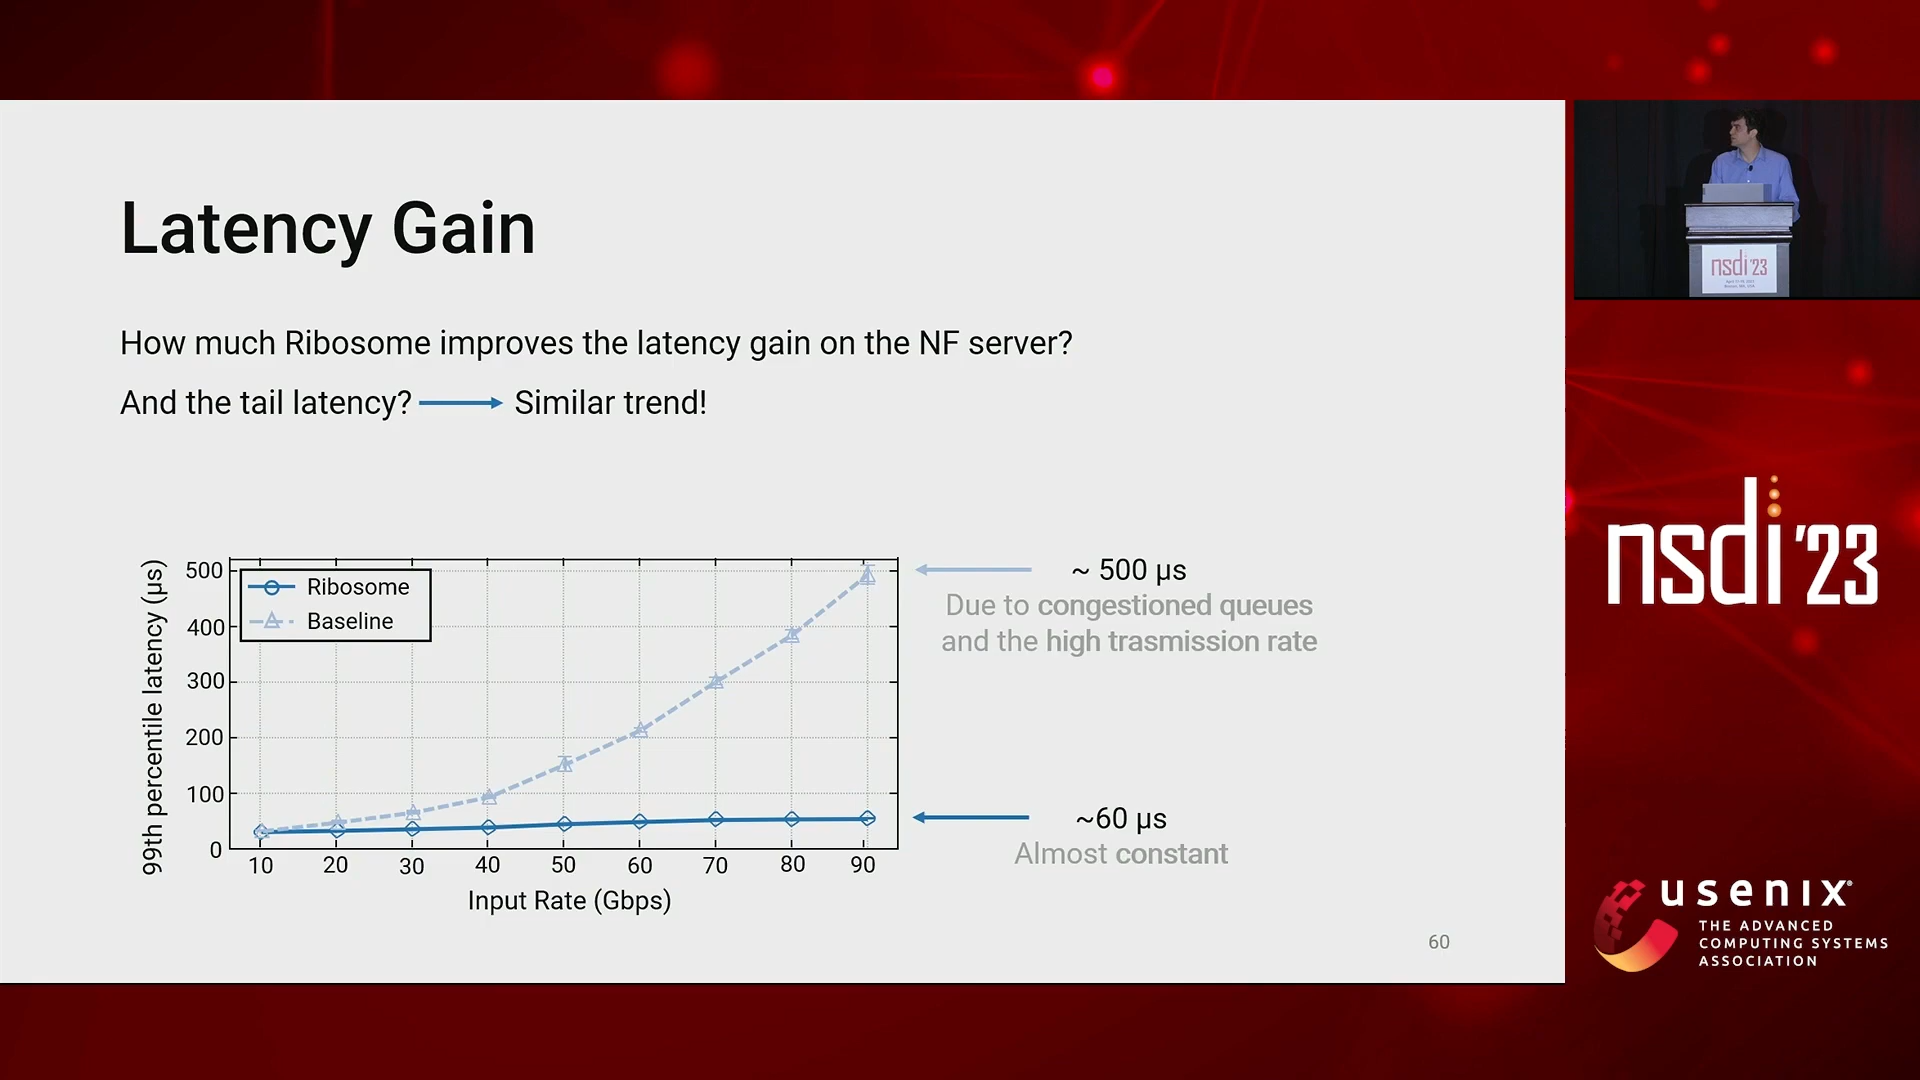 Latency Gain
How much Ribosome improves the latency gain on the NF server?
And the tail latency? Similar trend!
99th percentile latency (µs)
500
400
300
200
100
0
Ribosome
Baseline
10 20 30 40 50 60 70 80 90
Input Rate (Gbps)
~ 500 µs
Due to congestioned queues
and the high trasmission rate
~60 µs
Almost constant
60
nsdi '23
nsdi '23
usenix
THE ADVANCED
COMPUTING SYSTEMS
ASSOCIATION